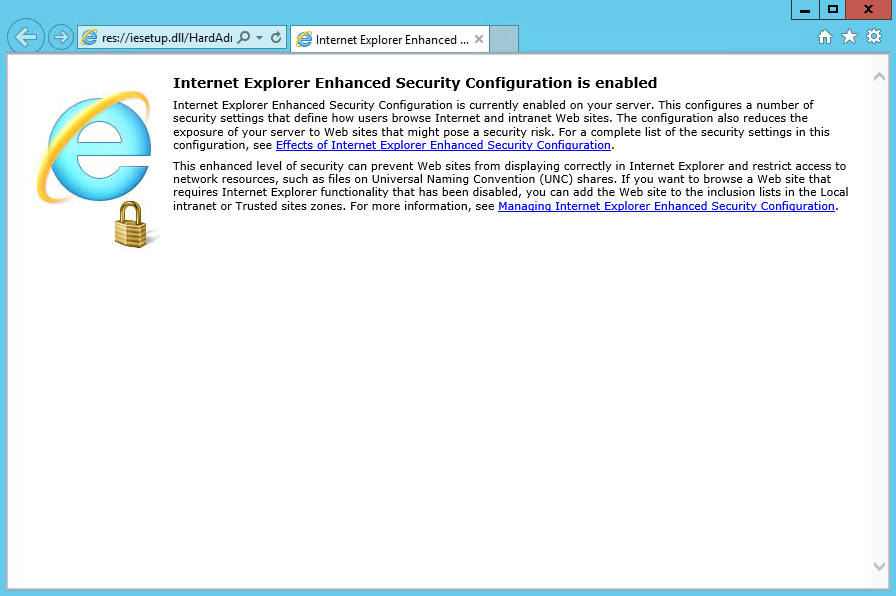 res://iesetup.dll/HardAdı
Internet Explorer Enhanced ...
Internet Explorer Enhanced Security Configuration is enabled
Internet Explorer Enhanced Security Configuration is currently enabled on your server. This configures a number of
security settings that define how users browse Internet and intranet Web sites. The configuration also reduces the
exposure of your server to Web sites that might pose a security risk. For a complete list of the security settings in this
configuration, see Effects of Internet Explorer Enhanced Security Configuration.
This enhanced level of security can prevent Web sites from displaying correctly in Internet Explorer and restrict access to
network resources, such as files on Universal Naming Convention (UNC) shares. If you want to browse a Web site that
requires Internet Explorer functionality that has been disabled, you can add the Web site to the inclusion lists in the Local
intranet or Trusted sites zones. For more information, see Managing Internet Explorer Enhanced Security Configuration.